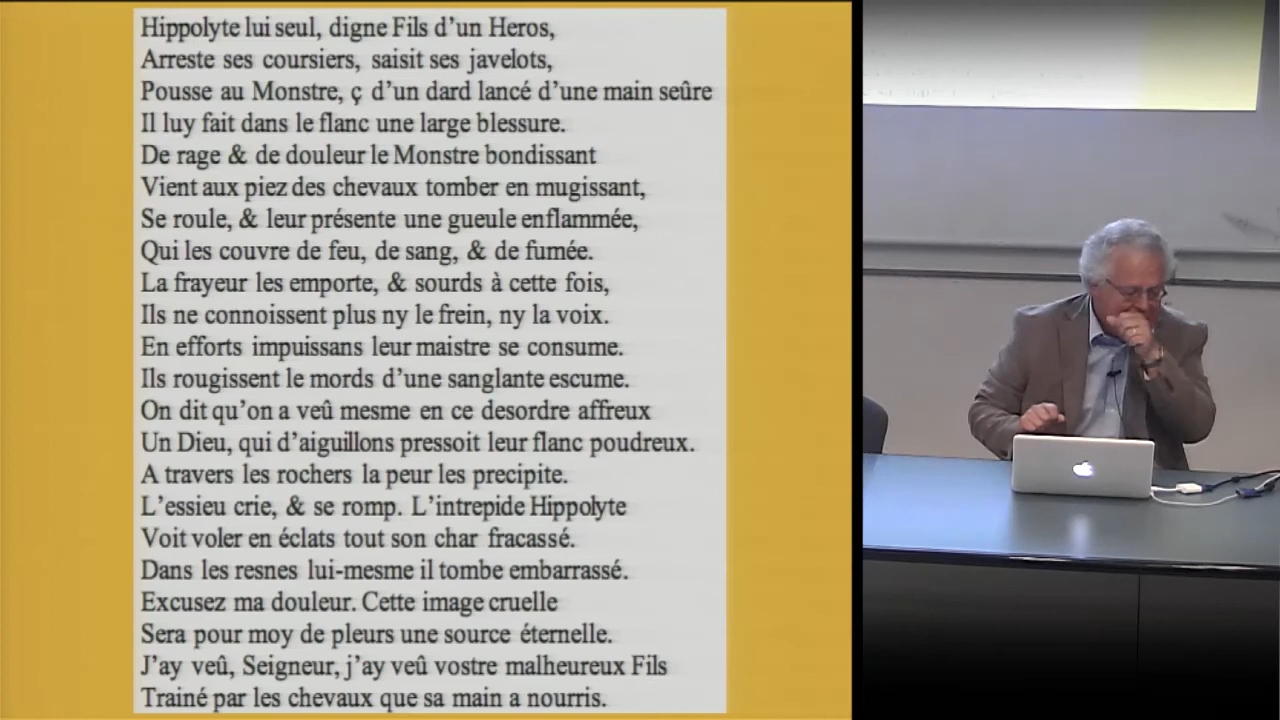 Hippolyte lui seul, digne Fils d’un Heros,
Arreste ses coursiers, saisit ses javelots,
Pousse au Monstre, ç d’un dard lancé d’une main seûre
Il luy fait dans le flanc une large blessure.
De rage & de douleur le Monstre bondissant
Vient aux piez des chevaux tomber en mugissant,
Se roule, & leur présente une gueule enflammée,
Qui les couvre de feu, de sang, & de fumée.
La frayeur les emporte, & sourds à cette fois,
Ils ne connoissent plus ny le frein, ny la voix.
En efforts impuissans leur maistre se consume.
Ils rougissent le mords d’une sanglante escume.
On dit qu’on a veû mesme en ce desordre affreux
Un Dieu, qui d’aiguillons pressoit leur flanc poudreux.
A travers les rochers la peur les precipite.
L’essieu crie, & se romp. L’intrepide Hippolyte
Voit voler en éclats tout son char fracassé.
Dans les resnes lui-mesme il tombe embarrassé.
Excusez ma douleur. Cette image cruelle
Sera pour moy de pleurs une source éternelle.
J’ay veû, Seigneur, j’ay veû vostre malheureux Fils
Trainé par les chevaux que sa main a nourris.